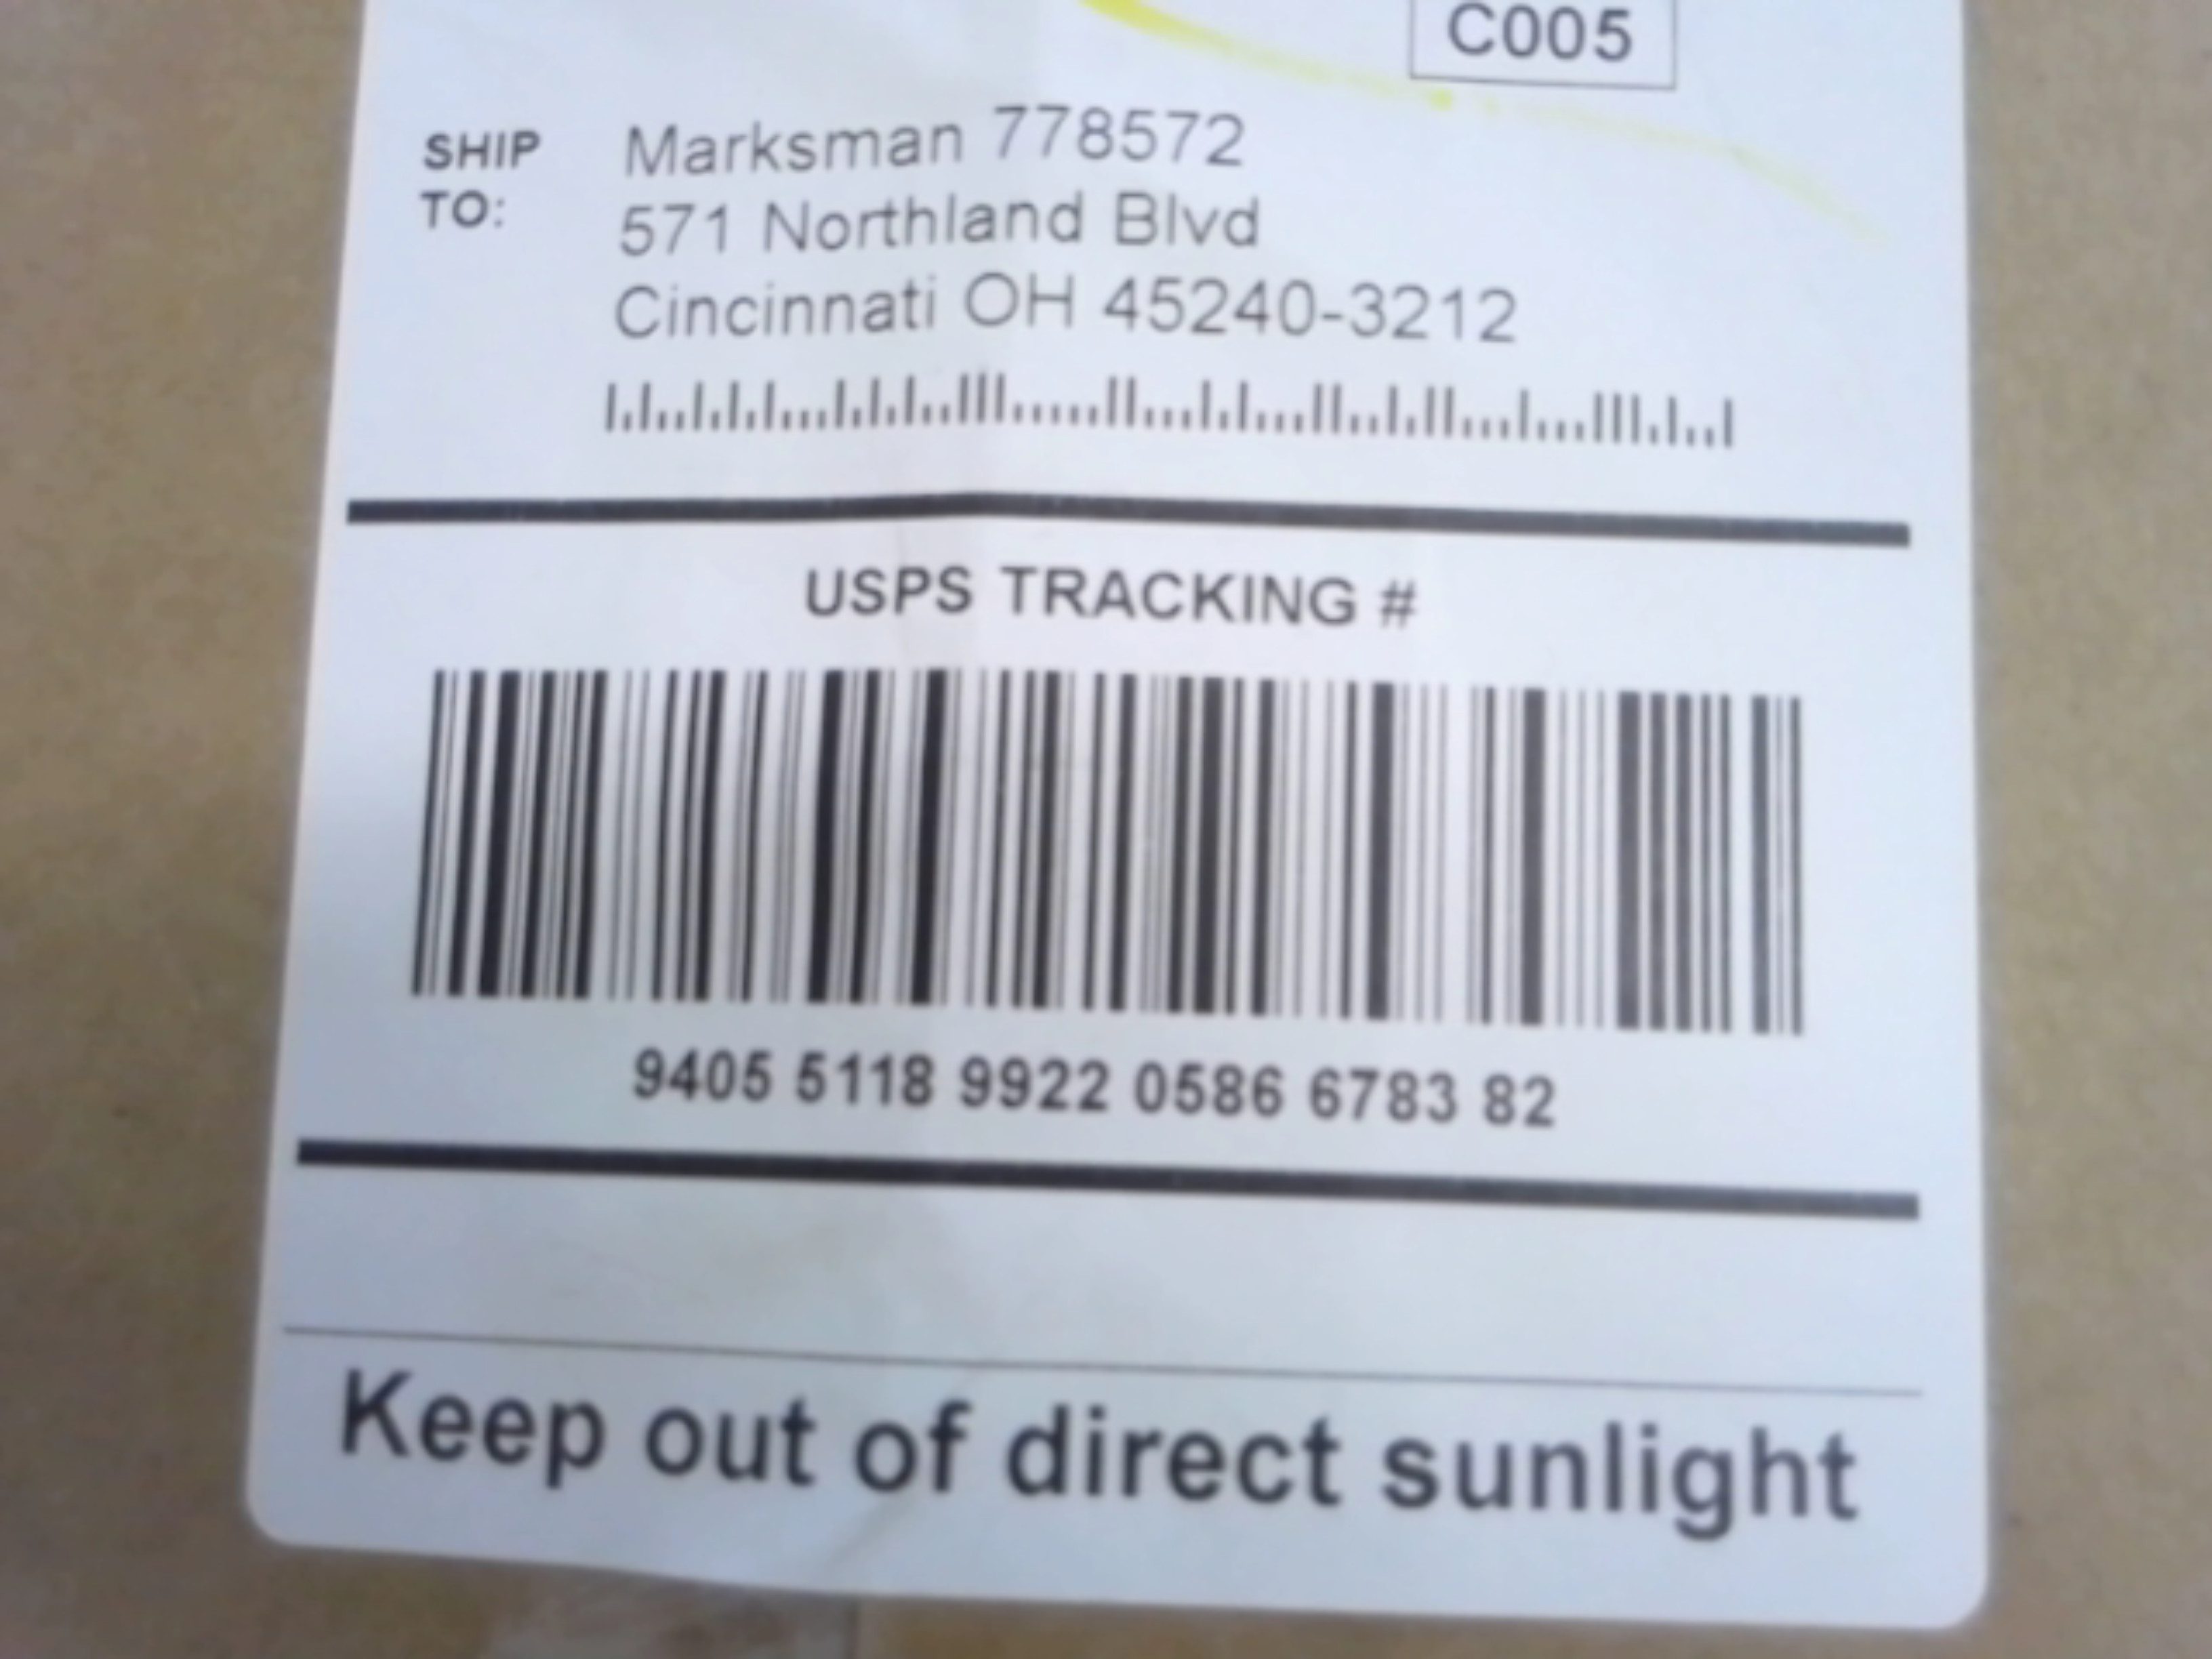 C005
SHIP TO:
Marksman 778572
571 Northland Blvd
Cincinnati OH 45240-3212
USPS TRACKING #
9405 5118 9922 0586 6783 82
Keep out of direct sunlight